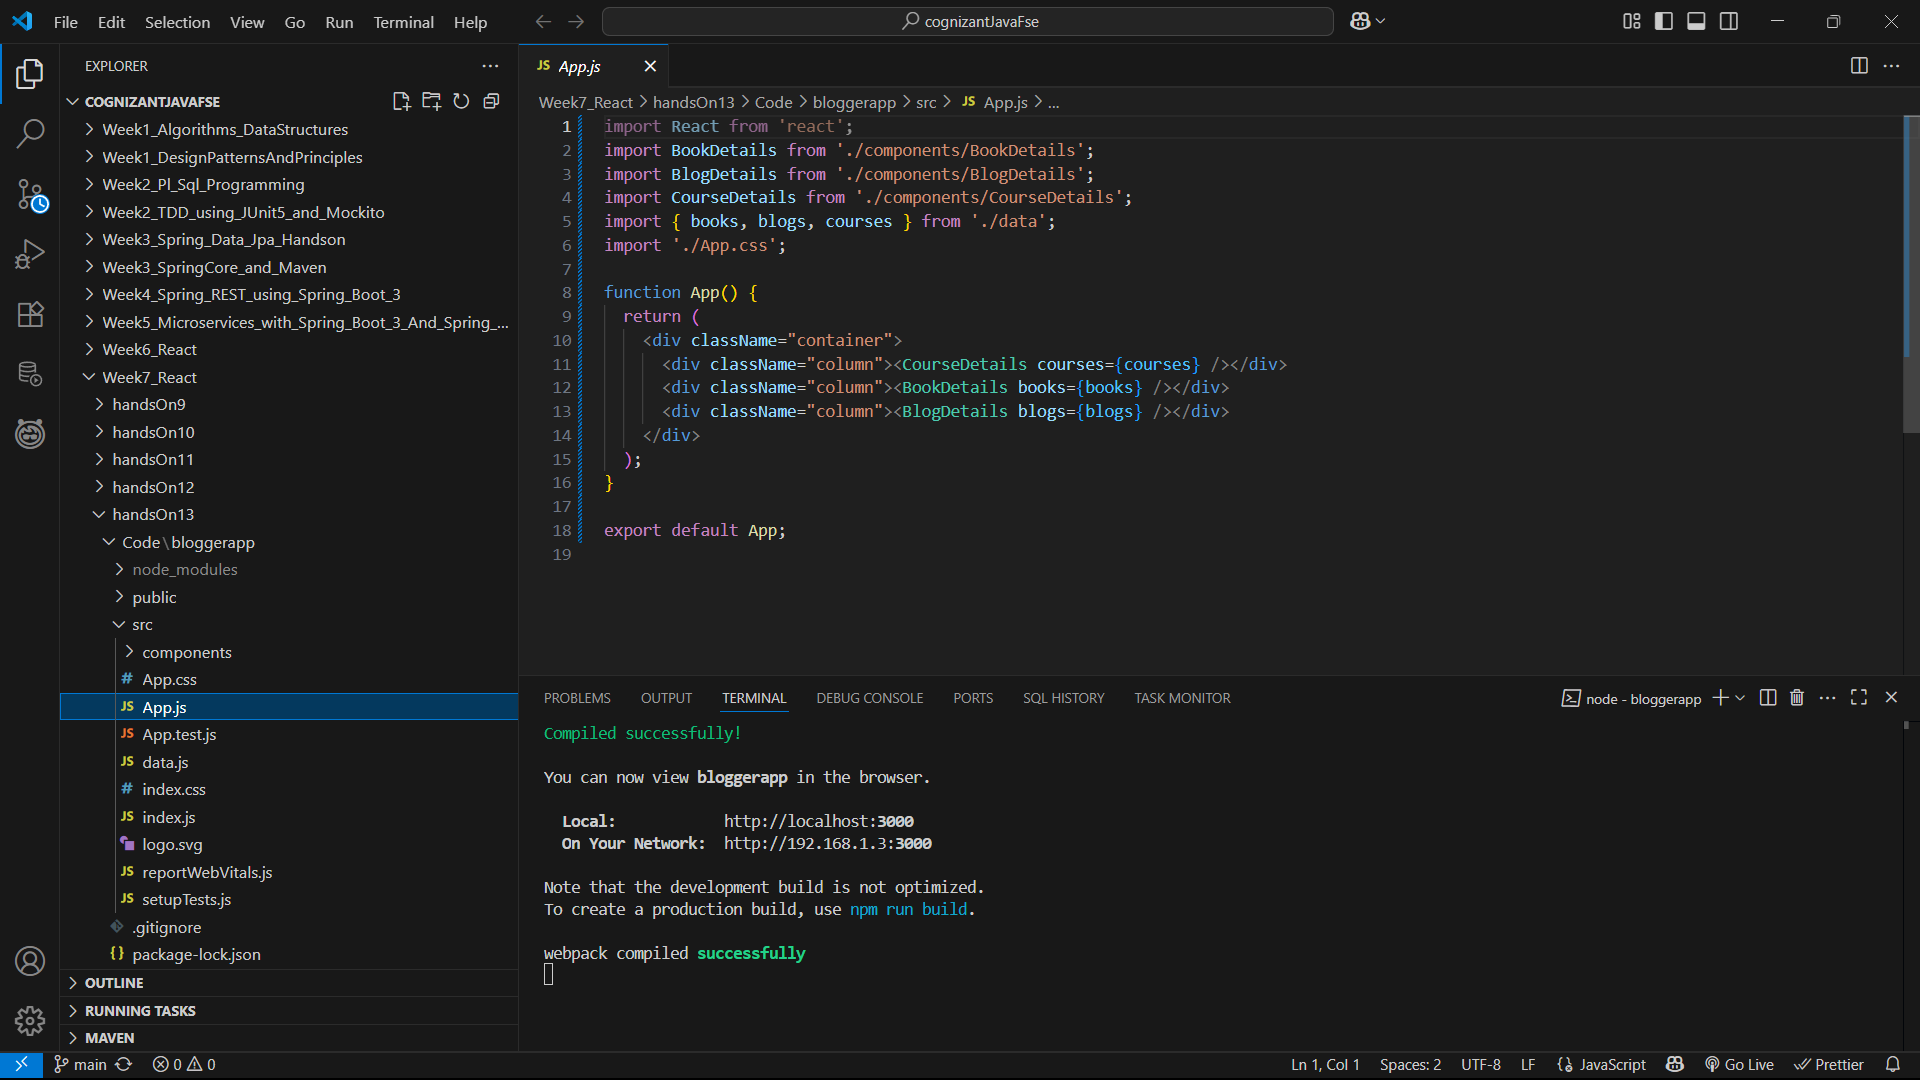 File Edit Selection View Go Run Terminal Help
cognizantJavaFse
EXPLORER
COGNIZANTJAVAFSE
Week1_Algorithms_DataStructures
Week1_DesignPatternsAndPrinciples
Week2_Pl_Sql_Programming
Week2_TDD_using_JUnit5_and_Mockito
Week3_Spring_Data_Jpa_Handson
Week3_SpringCore_and_Maven
Week4_Spring_REST_using_Spring_Boot_3
Week5_Microservices_with_Spring_Boot_3_And_Spring_...
Week6_React
Week7_React
handsOn9
handsOn10
handsOn11
handsOn12
handsOn13
Code\bloggerapp
node_modules
public
src
components
# App.css
JS App.js
JS App.test.js
JS data.js
# index.css
JS index.js
logo.svg
JS reportWebVitals.js
JS setupTests.js
.gitignore
{} package-lock.json
OUTLINE
RUNNING TASKS
MAVEN
JS App.js
Week7_React > handsOn13 > Code > bloggerapp > src > JS App.js > ...
1 import React from 'react';
2 import BookDetails from './components/BookDetails';
3 import BlogDetails from './components/BlogDetails';
4 import CourseDetails from './components/CourseDetails';
5 import { books, blogs, courses } from './data';
6 import './App.css';
7
8 function App() {
9 return (
10 <div className="container">
11 <div className="column"><CourseDetails courses={courses} /></div>
12 <div className="column"><BookDetails books={books} /></div>
13 <div className="column"><BlogDetails blogs={blogs} /></div>
14 </div>
15 );
16 }
17
18 export default App;
19
PROBLEMS OUTPUT TERMINAL DEBUG CONSOLE PORTS SQL HISTORY TASK MONITOR
node - bloggerapp
Compiled successfully!
You can now view bloggerapp in the browser.
Local: http://localhost:3000
On Your Network: http://192.168.1.3:3000
Note that the development build is not optimized.
To create a production build, use npm run build.
webpack compiled successfully
main 0 0 Ln 1, Col 1 Spaces: 2 UTF-8 LF {} JavaScript Go Live Prettier